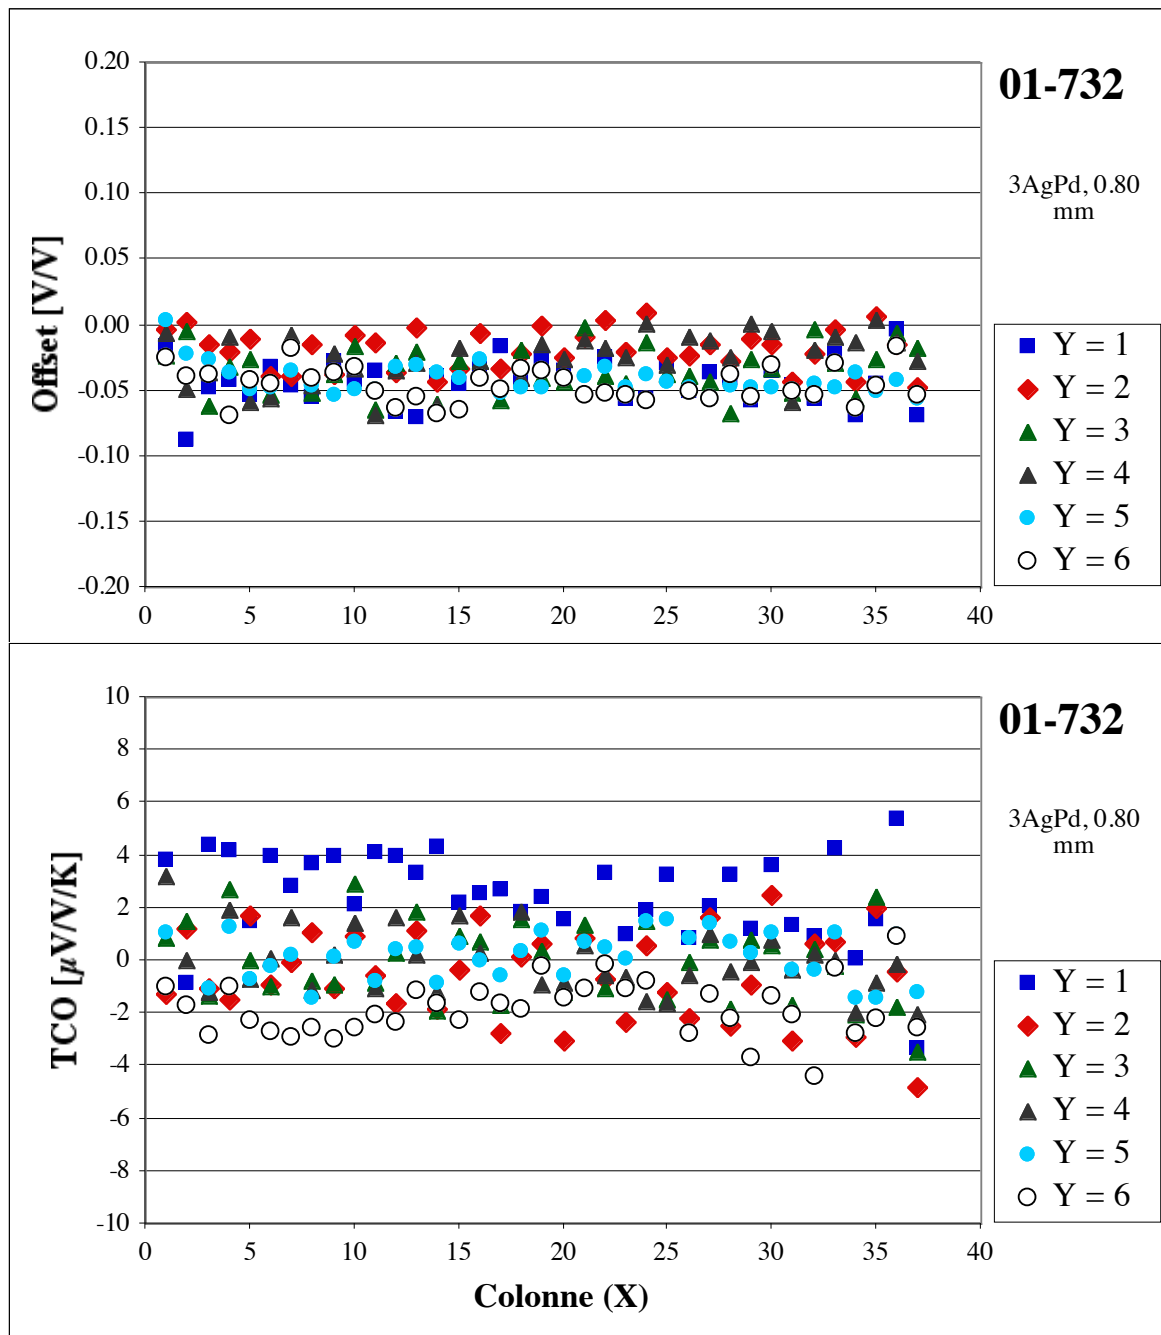 01-732
3AgPd, 0.80
mm
Offset [V/V]
0.20
0.15
0.10
0.05
0.00
-0.05
-0.10
-0.15
-0.20
0 5 10 15 20 25 30 35 40
Y = 1
Y = 2
Y = 3
Y = 4
Y = 5
Y = 6
01-732
3AgPd, 0.80
mm
TCO [µV/V/K]
10
8
6
4
2
0
-2
-4
-6
-8
-10
0 5 10 15 20 25 30 35 40
Colonne (X)
Y = 1
Y = 2
Y = 3
Y = 4
Y = 5
Y = 6